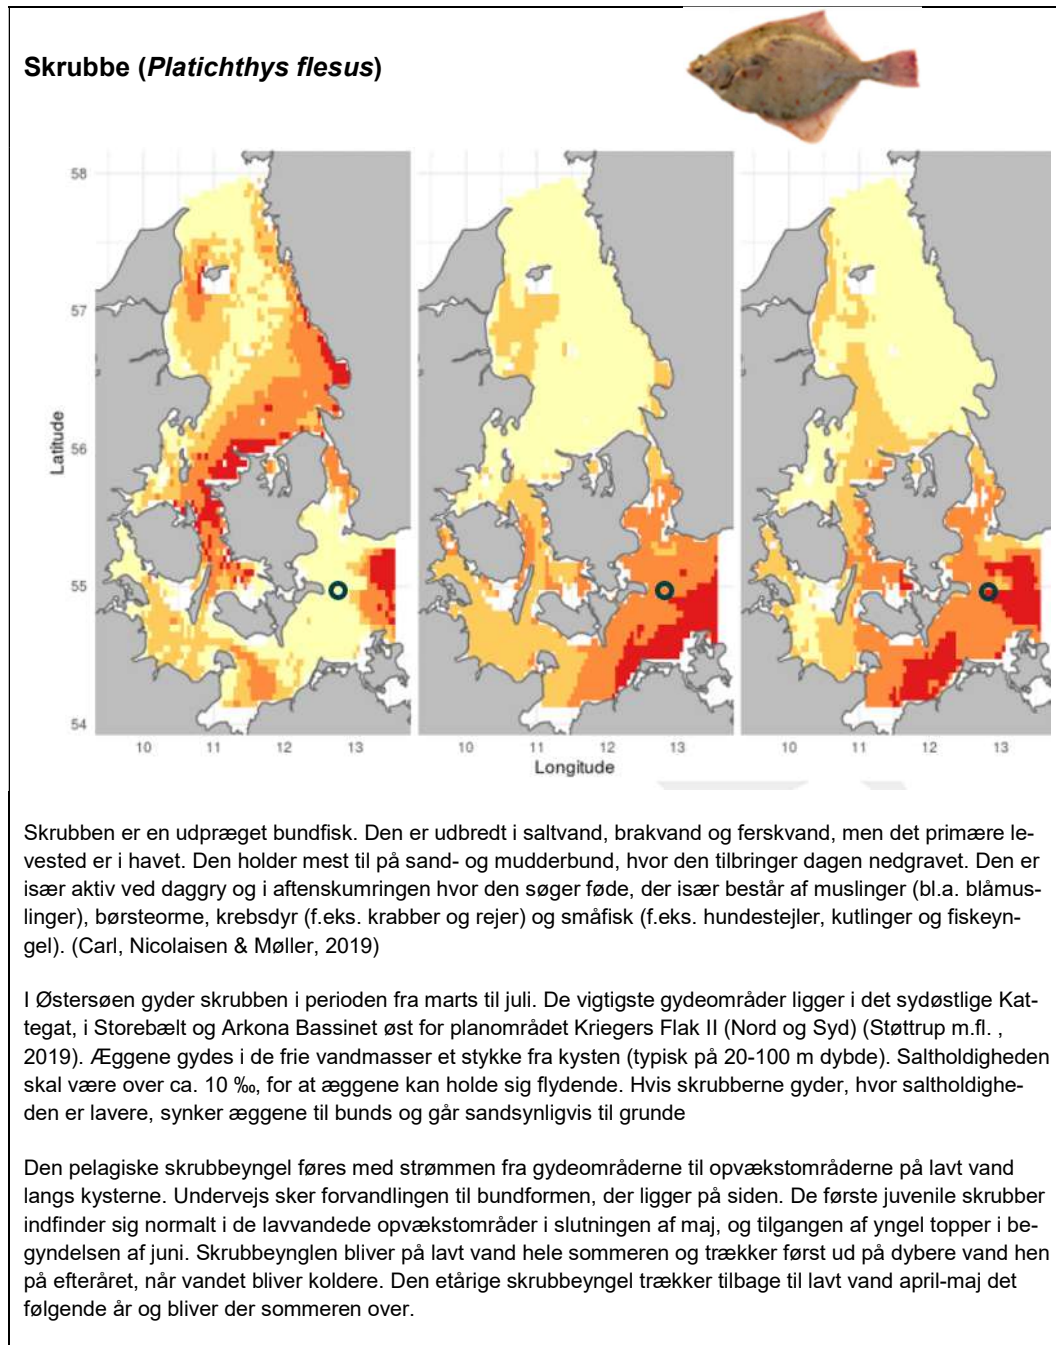 Skrubbe (Platichthys flesus)
58
57
56
55
54
Latitude
10 11 12 13 10 11 12 13 10 11 12 13
Longitude
Skrubben er en udpræget bundfisk. Den er udbredt i saltvand, brakvand og ferskvand, men det primære le-
vested er i havet. Den holder mest til på sand- og mudderbund, hvor den tilbringer dagen nedgravet. Den er
især aktiv ved daggry og i aftenskumringen hvor den søger føde, der især består af muslinger (bl.a. blåmus-
linger), børsteorme, krebsdyr (f.eks. krabber og rejer) og småfisk (f.eks. hundestejler, kutlinger og fiskeyn-
gel). (Carl, Nicolaisen & Møller, 2019)
I Østersøen gyder skrubben i perioden fra marts til juli. De vigtigste gydeområder ligger i det sydøstlige Kat-
tegat, i Storebælt og Arkona Bassinet øst for planområdet Kriegers Flak II (Nord og Syd) (Støttrup m.fl. ,
2019). Æggene gydes i de frie vandmasser et stykke fra kysten (typisk på 20-100 m dybde). Saltholdigheden
skal være over ca. 10 ‰, for at æggene kan holde sig flydende. Hvis skrubberne gyder, hvor saltholdighe-
den er lavere, synker æggene til bunds og går sandsynligvis til grunde
Den pelagiske skrubbeyngel føres med strømmen fra gydeområderne til opvækstområderne på lavt vand
langs kysterne. Undervejs sker forvandlingen til bundformen, der ligger på siden. De første juvenile skrubber
indfinder sig normalt i de lavvandede opvækstområder i slutningen af maj, og tilgangen af yngel topper i be-
gyndelsen af juni. Skrubbeynglen bliver på lavt vand hele sommeren og trækker først ud på dybere vand hen
på efteråret, når vandet bliver koldere. Den etårige skrubbeyngel trækker tilbage til lavt vand april-maj det
følgende år og bliver der sommeren over.